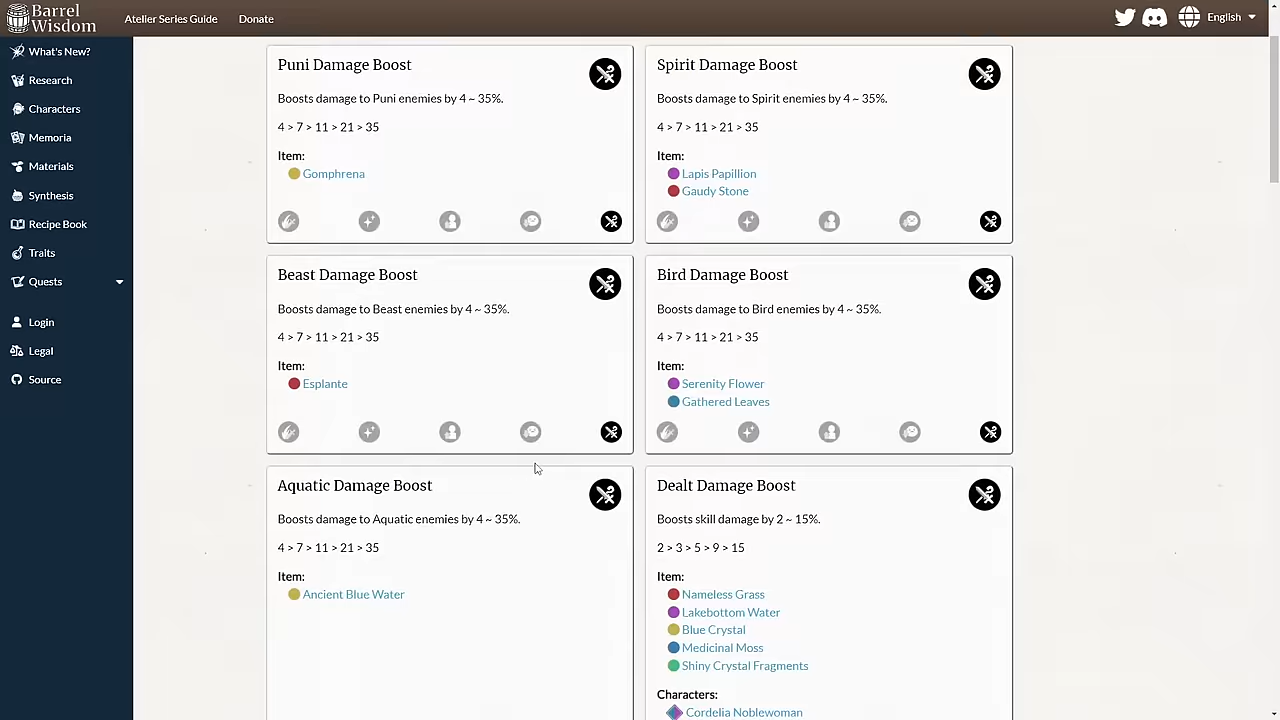 Barrel
Wisdom
Atelier Series Guide
Donate
English
What's New?
Research
Characters
Memoria
Materials
Synthesis
Recipe Book
Traits
Quests
Login
Legal
Source
Puni Damage Boost
Boosts damage to Puni enemies by 4 ~ 35%.
4 > 7 > 11 > 21 > 35
Item:
Gomphrena
Spirit Damage Boost
Boosts damage to Spirit enemies by 4 ~ 35%.
4 > 7 > 11 > 21 > 35
Item:
Lapis Papillion
Gaudy Stone
Beast Damage Boost
Boosts damage to Beast enemies by 4 ~ 35%.
4 > 7 > 11 > 21 > 35
Item:
Esplante
Bird Damage Boost
Boosts damage to Bird enemies by 4 ~ 35%.
4 > 7 > 11 > 21 > 35
Item:
Serenity Flower
Gathered Leaves
Aquatic Damage Boost
Boosts damage to Aquatic enemies by 4 ~ 35%.
4 > 7 > 11 > 21 > 35
Item:
Ancient Blue Water
Dealt Damage Boost
Boosts skill damage by 2 ~ 15%.
2 > 3 > 5 > 9 > 15
Item:
Nameless Grass
Lakebottom Water
Blue Crystal
Medicinal Moss
Shiny Crystal Fragments
Characters:
Cordelia Noblewoman